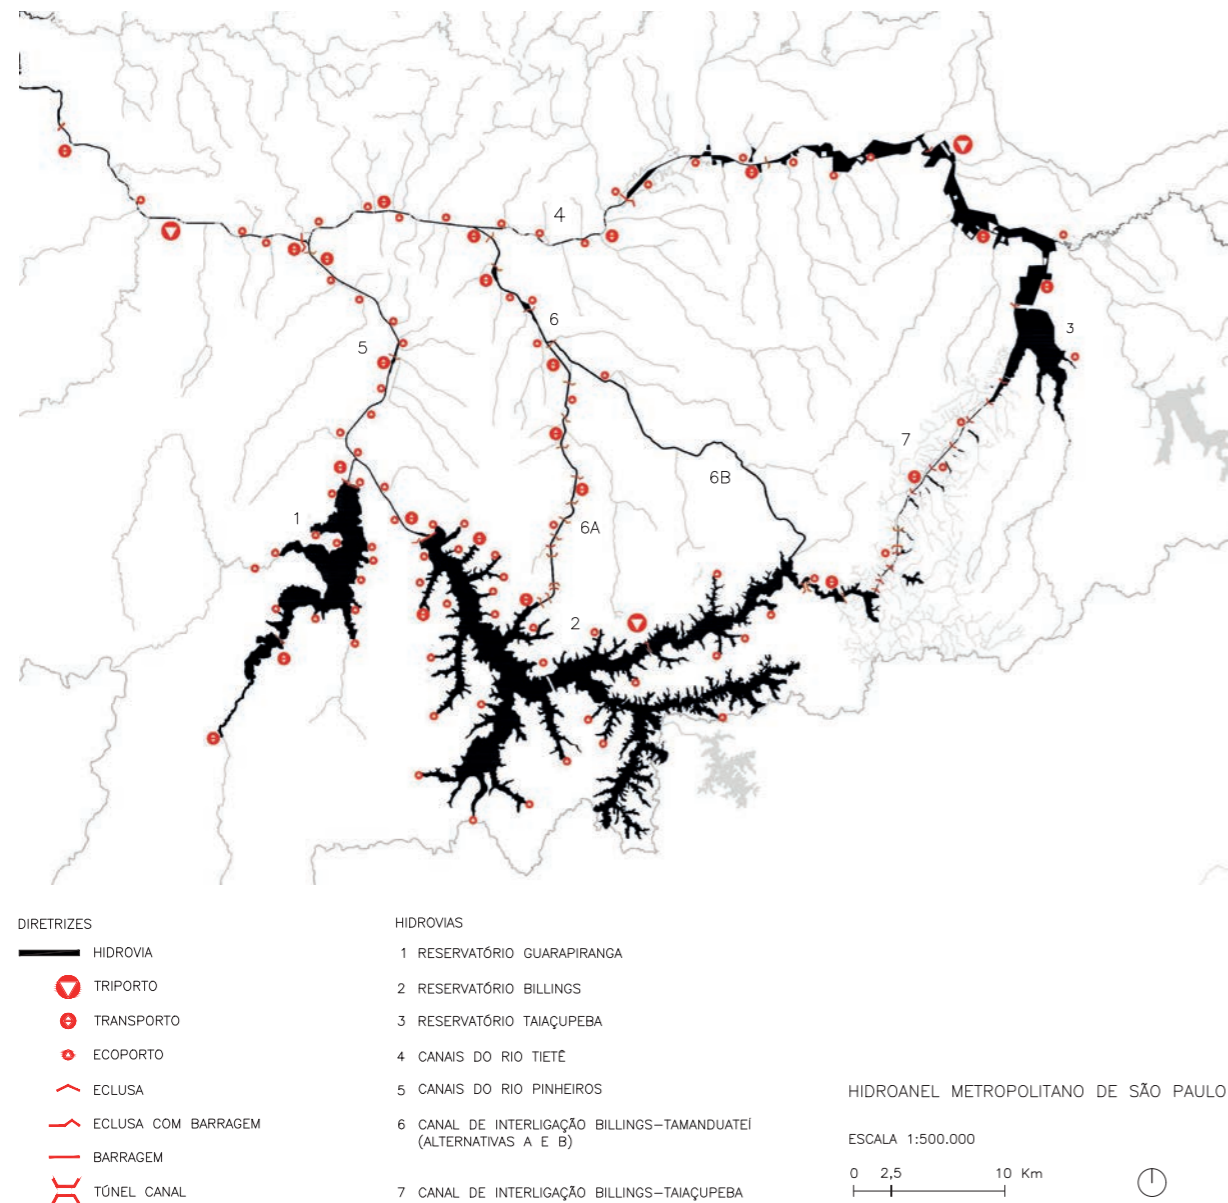 4
6
5
3
7
6B
1
6A
2
DIRETRIZES
HIDROVIA
TRIPORTO
TRANSPORTO
ECOPORTO
ECLUSA
ECLUSA COM BARRAGEM
BARRAGEM
TÚNEL CANAL
HIDROVIAS
1 RESERVATÓRIO GUARAPIRANGA
2 RESERVATÓRIO BILLINGS
3 RESERVATÓRIO TAIAÇUPEBA
4 CANAIS DO RIO TIETÊ
5 CANAIS DO RIO PINHEIROS
6 CANAL DE INTERLIGAÇÃO BILLINGS-TAMANDUATEÍ
(ALTERNATIVAS A E B)
7 CANAL DE INTERLIGAÇÃO BILLINGS-TAIAÇUPEBA
HIDROANEL METROPOLITANO DE SÃO PAULO
ESCALA 1:500.000
0 2,5 10 Km